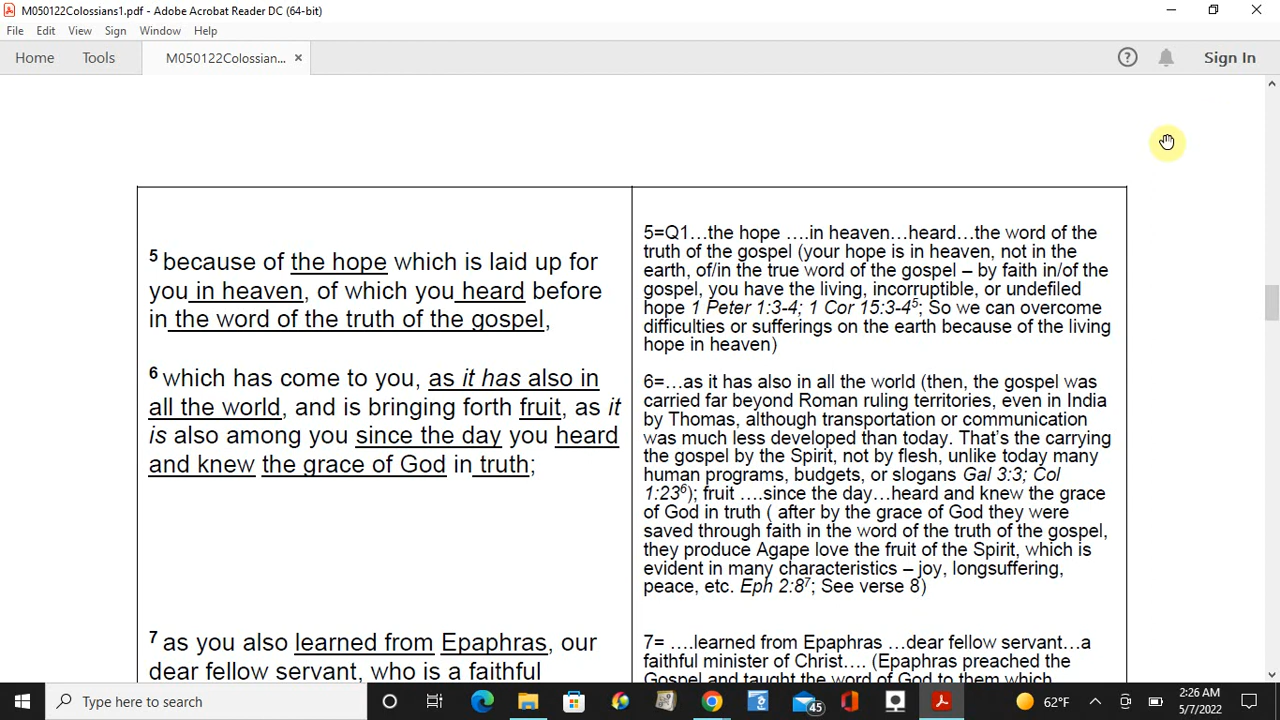 M050122Colossians1.pdf - Adobe Acrobat Reader DC (64-bit)
File Edit View Sign Window Help
Home Tools M050122Colossian... × Sign In
5 because of the hope which is laid up for
you in heaven, of which you heard before
in the word of the truth of the gospel,
6 which has come to you, as it has also in
all the world, and is bringing forth fruit, as it
is also among you since the day you heard
and knew the grace of God in truth;
7 as you also learned from Epaphras, our
dear fellow servant, who is a faithful
5=Q1…the hope ….in heaven…heard…the word of the
truth of the gospel (your hope is in heaven, not in the
earth, of/in the true word of the gospel – by faith in/of the
gospel, you have the living, incorruptible, or undefiled
hope 1 Peter 1:3-4; 1 Cor 15:3-4⁵; So we can overcome
difficulties or sufferings on the earth because of the living
hope in heaven)
6=…as it has also in all the world (then, the gospel was
carried far beyond Roman ruling territories, even in India
by Thomas, although transportation or communication
was much less developed than today. That's the carrying
the gospel by the Spirit, not by flesh, unlike today many
human programs, budgets, or slogans Gal 3:3; Col
1:23⁶); fruit ….since the day…heard and knew the grace
of God in truth ( after by the grace of God they were
saved through faith in the word of the truth of the gospel,
they produce Agape love the fruit of the Spirit, which is
evident in many characteristics – joy, longsuffering,
peace, etc. Eph 2:8⁷; See verse 8)
7= ….learned from Epaphras …dear fellow servant…a
faithful minister of Christ…. (Epaphras preached the
Gospel and taught the word of God to them which
Type here to search
45
62°F
2:26 AM
5/7/2022